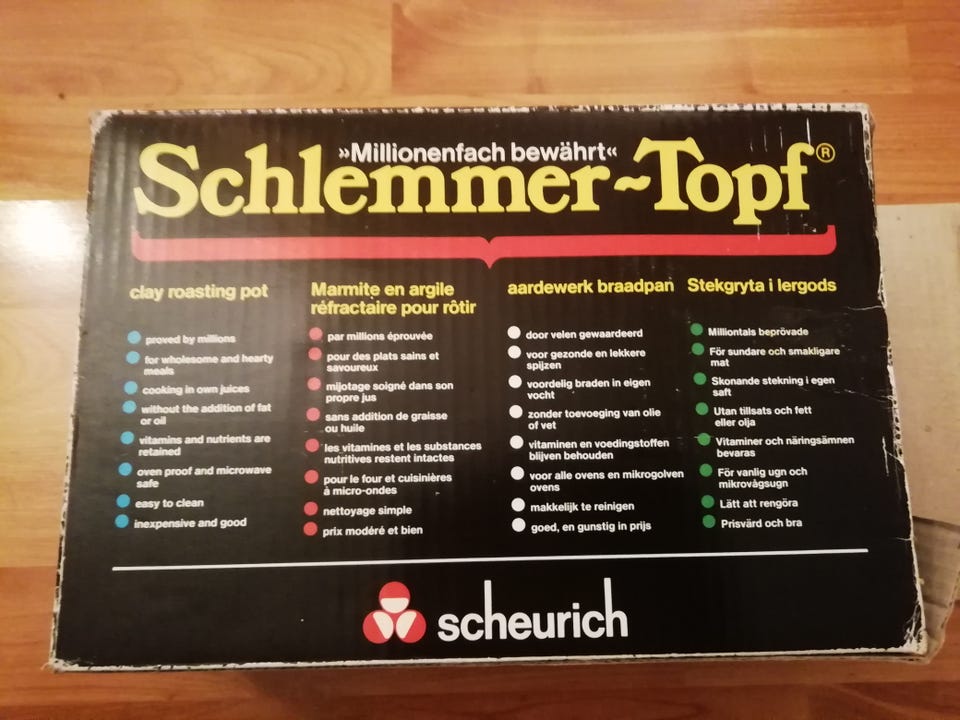 »Millionenfach bewährt«
Schlemmer~Topf®
clay roasting pot
proved by millions
for wholesome and hearty
meals
cooking in own juices
without the addition of fat
or oil
vitamins and nutrients are
retained
oven proof and microwave
safe
easy to clean
inexpensive and good
Marmite en argile
réfractaire pour rôtir
par millions éprouvée
pour des plats sains et
savoureux
mijotage soigné dans son
propre jus
sans addition de graisse
ou huile
les vitamines et les substances
nutritives restent intactes
pour le four et cuisinières
à micro-ondes
nettoyage simple
prix modéré et bien
aardewerk braadpan
door velen gewaardeerd
voor gezonde en lekkere
spijzen
voordelig braden in eigen
vocht
zonder toevoeging van olie
of vet
vitaminen en voedingstoffen
blijven behouden
voor alle ovens en mikrogolven
ovens
makkelijk te reinigen
goed, en gunstig in prijs
Stekgryta i lergods
Milliontals beprövade
För sundare och smakligare
mat
Skonande stekning i egen
saft
Utan tillsats och fett
eller olja
Vitaminer och näringsämnen
bevaras
För vanlig ugn och
mikrovågsugn
Lätt att rengöra
Prisvärd och bra
scheurich